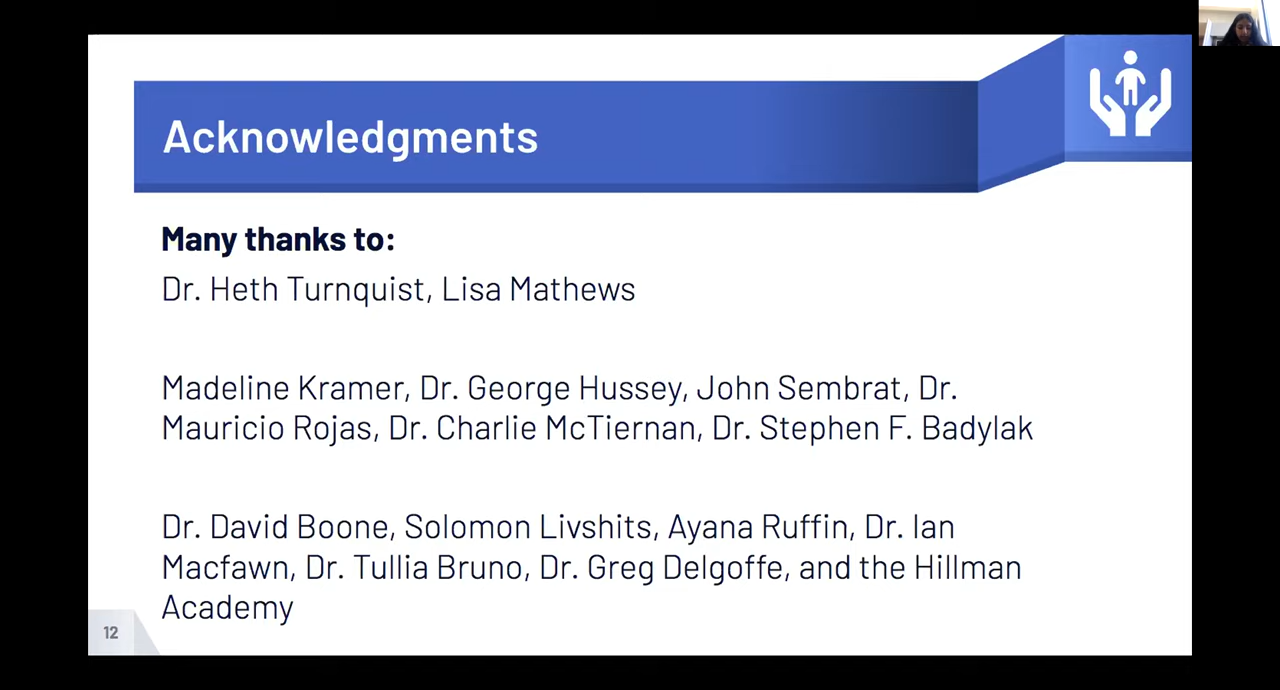 Acknowledgments
Many thanks to:
Dr. Heth Turnquist, Lisa Mathews
Madeline Kramer, Dr. George Hussey, John Sembrat, Dr.
Mauricio Rojas, Dr. Charlie McTiernan, Dr. Stephen F. Badylak
Dr. David Boone, Solomon Livshits, Ayana Ruffin, Dr. Ian
Macfawn, Dr. Tullia Bruno, Dr. Greg Delgoffe, and the Hillman
Academy
12